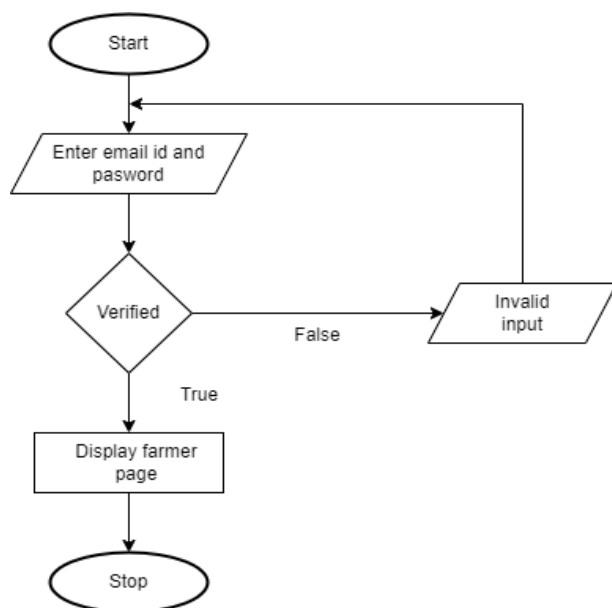 Start
Enter email id and
pasword
Verified
False
Invalid
input
True
Display farmer
page
Stop